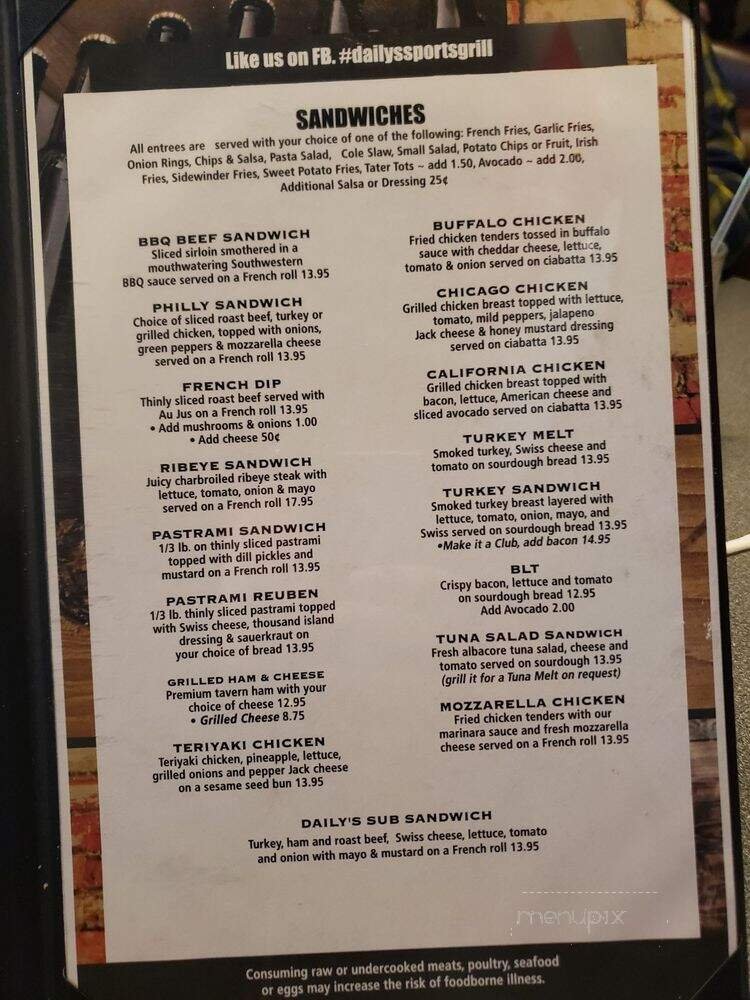 Like us on FB. #dailyssportsgrill
SANDWICHES
All entrees are served with your choice of one of the following: French Fries, Garlic Fries,
Onion Rings, Chips & Salsa, Pasta Salad, Cole Slaw, Small Salad, Potato Chips or Fruit, Irish
Fries, Sidewinder Fries, Sweet Potato Fries, Tater Tots ~ add 1.50, Avocado ~ add 2.00,
Additional Salsa or Dressing 25¢
BBQ BEEF SANDWICH
Sliced sirloin smothered in a
mouthwatering Southwestern
BBQ sauce served on a French roll 13.95
PHILLY SANDWICH
Choice of sliced roast beef, turkey or
grilled chicken, topped with onions,
green peppers & mozzarella cheese
served on a French roll 13.95
FRENCH DIP
Thinly sliced roast beef served with
Au Jus on a French roll 13.95
• Add mushrooms & onions 1.00
• Add cheese 50¢
RIBEYE SANDWICH
Juicy charbroiled ribeye steak with
lettuce, tomato, onion & mayo
served on a French roll 17.95
PASTRAMI SANDWICH
1/3 lb. on thinly sliced pastrami
topped with dill pickles and
mustard on a French roll 13.95
PASTRAMI REUBEN
1/3 lb. thinly sliced pastrami topped
with Swiss cheese, thousand island
dressing & sauerkraut on
your choice of bread 13.95
GRILLED HAM & CHEESE
Premium tavern ham with your
choice of cheese 12.95
• Grilled Cheese 8.75
TERIYAKI CHICKEN
Teriyaki chicken, pineapple, lettuce,
grilled onions and pepper Jack cheese
on a sesame seed bun 13.95
BUFFALO CHICKEN
Fried chicken tenders tossed in buffalo
sauce with cheddar cheese, lettuce,
tomato & onion served on ciabatta 13.95
CHICAGO CHICKEN
Grilled chicken breast topped with lettuce,
tomato, mild peppers, jalapeno
Jack cheese & honey mustard dressing
served on ciabatta 13.95
CALIFORNIA CHICKEN
Grilled chicken breast topped with
bacon, lettuce, American cheese and
sliced avocado served on ciabatta 13.95
TURKEY MELT
Smoked turkey, Swiss cheese and
tomato on sourdough bread 13.95
TURKEY SANDWICH
Smoked turkey breast layered with
lettuce, tomato, onion, mayo, and
Swiss served on sourdough bread 13.95
•Make it a Club, add bacon 14.95
BLT
Crispy bacon, lettuce and tomato
on sourdough bread 12.95
Add Avocado 2.00
TUNA SALAD SANDWICH
Fresh albacore tuna salad, cheese and
tomato served on sourdough 13.95
(grill it for a Tuna Melt on request)
MOZZARELLA CHICKEN
Fried chicken tenders with our
marinara sauce and fresh mozzarella
cheese served on a French roll 13.95
DAILY'S SUB SANDWICH
Turkey, ham and roast beef, Swiss cheese, lettuce, tomato
and onion with mayo & mustard on a French roll 13.95
menupix
Consuming raw or undercooked meats, poultry, seafood
or eggs may increase the risk of foodborne illness.